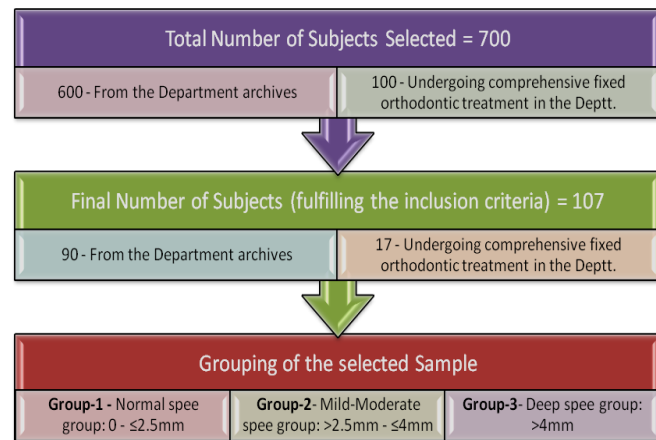 Total Number of Subjects Selected = 700
600 - From the Department archives
100 - Undergoing comprehensive fixed
orthodontic treatment in the Deptt.
Final Number of Subjects (fulfilling the inclusion criteria) = 107
90 - From the Department archives
17 - Undergoing comprehensive fixed
orthodontic treatment in the Deptt.
Grouping of the selected Sample
Group-1 - Normal spee
group: 0 - ≤2.5mm
Group-2- Mild-Moderate
spee group: >2.5mm - ≤4mm
Group-3- Deep spee group:
>4mm